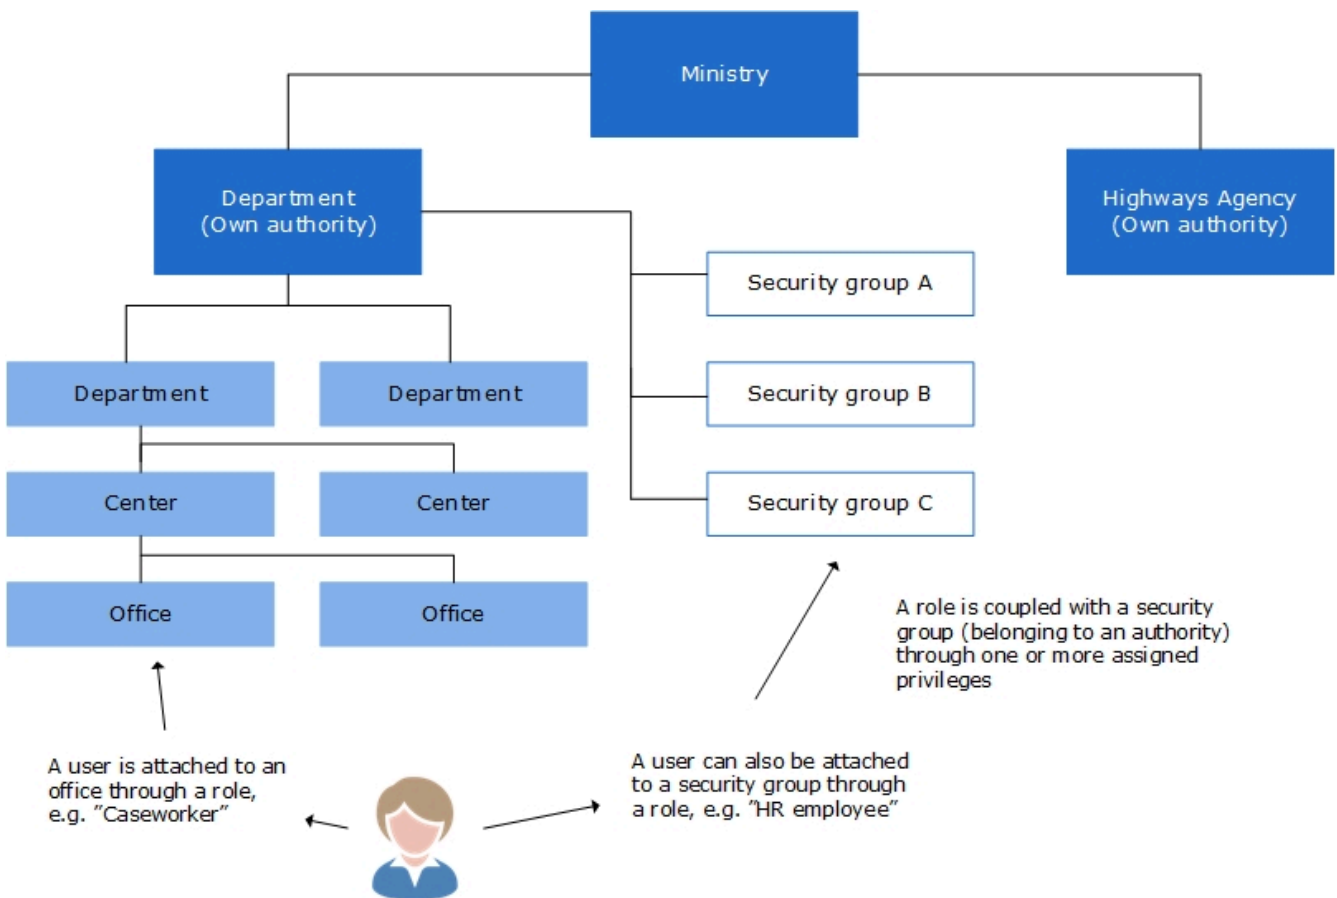 Ministry
Department
(Own authority)
Highways Agency
(Own authority)
Security group A
Department
Department
Security group B
Center
Center
Security group C
Office
Office
A role is coupled with a security
group (belonging to an authority)
through one or more assigned
privileges
A user is attached to an
office through a role,
e.g. ”Caseworker”
A user can also be attached
to a security group through
a role, e.g. ”HR employee”